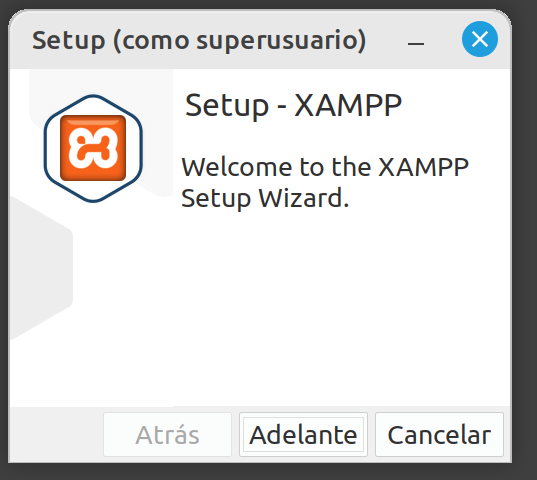 Setup (como superusuario)
Setup - XAMPP
Welcome to the XAMPP
Setup Wizard.
Atrás Adelante Cancelar